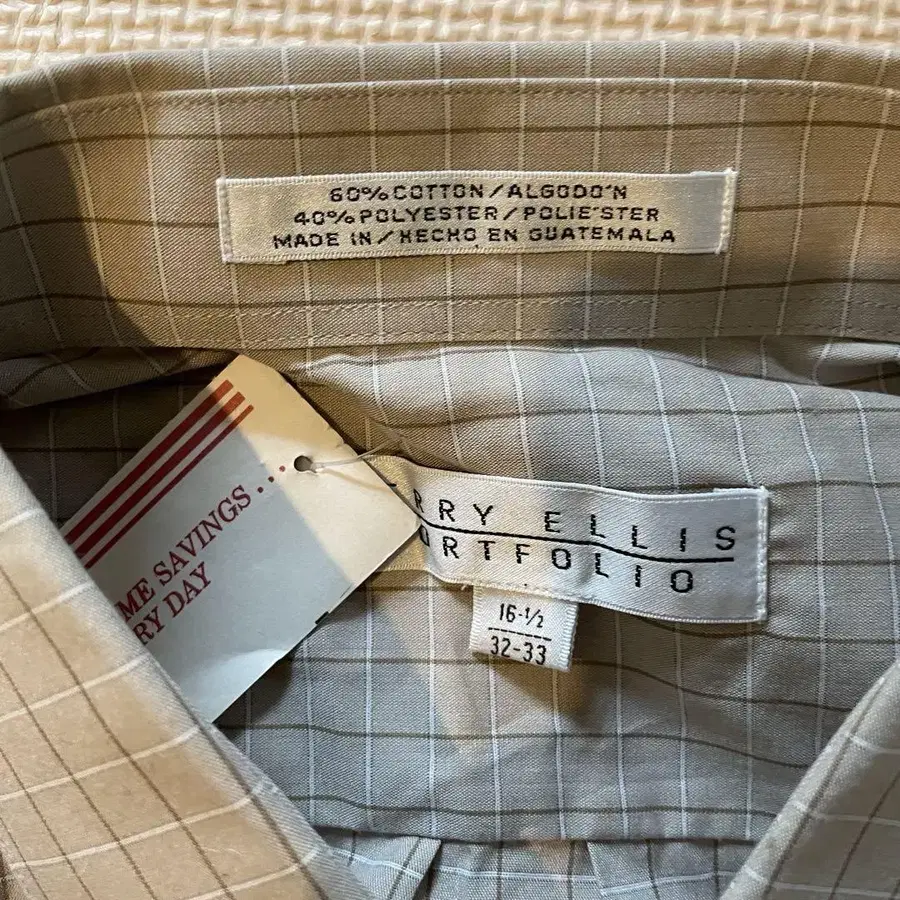 60% COTTON / ALGODO'N
40% POLYESTER / POLIE'STER
MADE IN / HECHO EN GUATEMALA
ME SAVINGS...
RY DAY
RRY ELLIS
ORTFOLIO
16-1/2
32-33